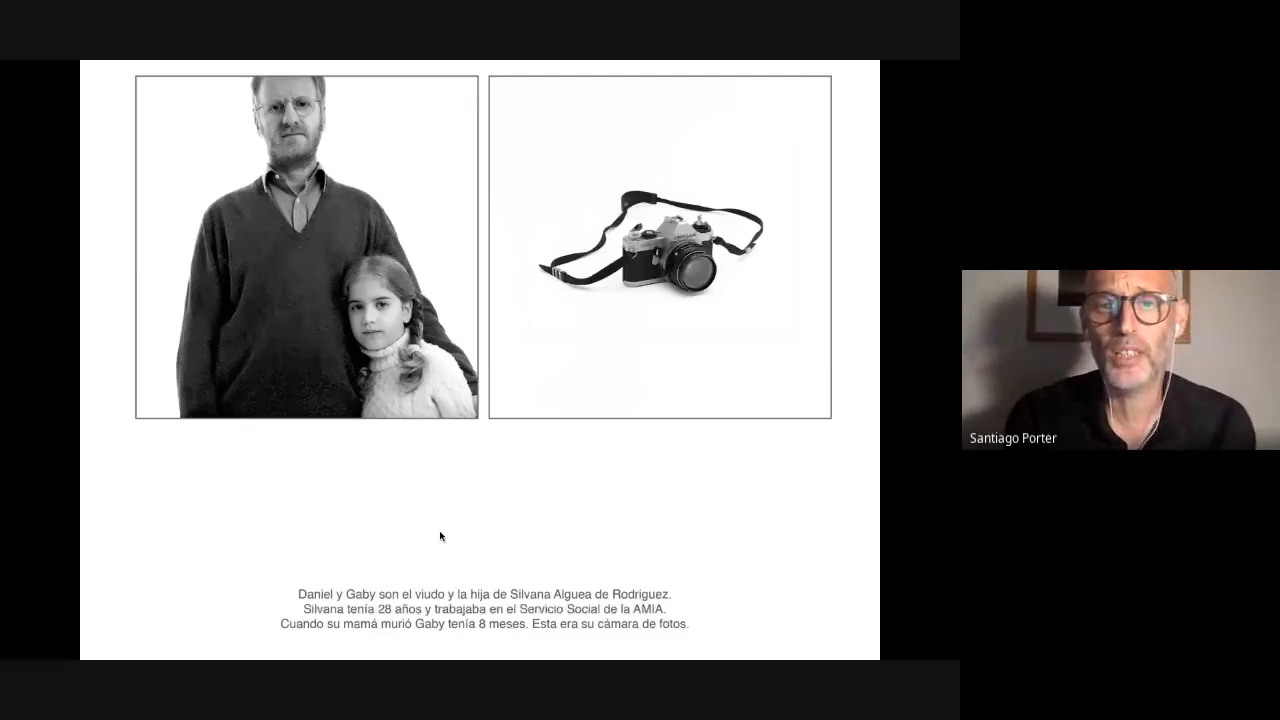 Daniel y Gaby son el viudo y la hija de Silvana Alguea de Rodriguez.
Silvana tenía 28 años y trabajaba en el Servicio Social de la AMIA.
Cuando su mamá murió Gaby tenía 8 meses. Esta era su cámara de fotos.
Santiago Porter